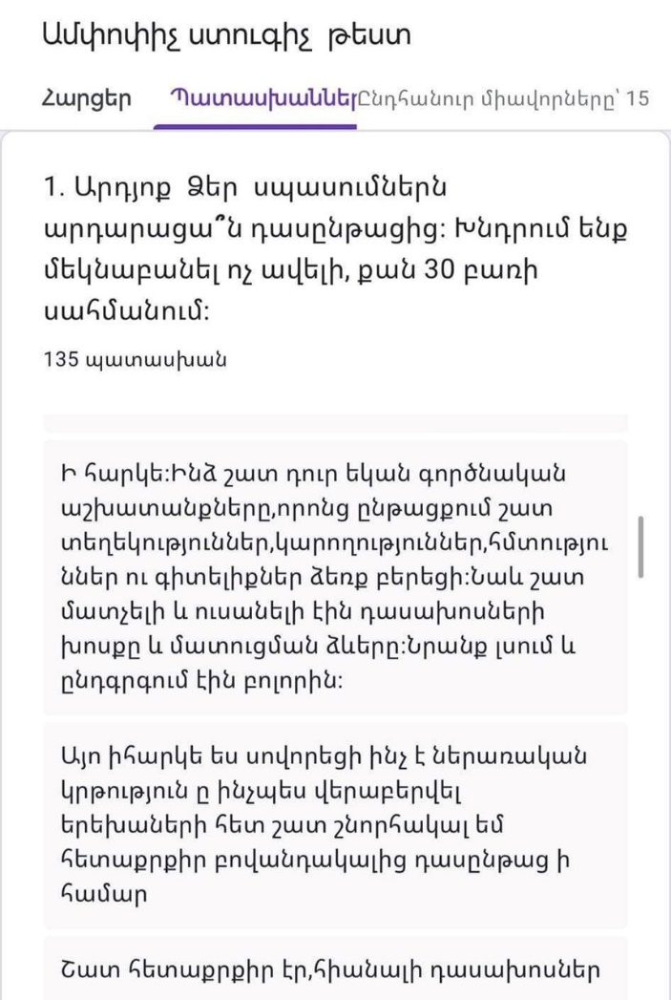 Ամփոփիչ ստուգիչ թեստ
Հարցեր Պատասխաններ Ընդհանուր միավորները՝ 15
1. Արդյոք Ձեր սպասումներն
արդարացա՞ն դասընթացից: Խնդրում ենք
մեկնաբանել ոչ ավելի, քան 30 բառի
սահմանում:
135 պատասխան
Ի հարկե:Ինձ շատ դուր եկան գործնական
աշխատանքները,որոնց ընթացքում շատ
տեղեկություններ,կարողություններ,հմտությու
ններ ու գիտելիքներ ձեռք բերեցի:Նաև շատ
մատչելի և ուսանելի էին դասախոսների
խոսքը և մատուցման ձևերը:Նրանք լսում և
ընդգրգում էին բոլորին:
Այո իհարկե ես սովորեցի ինչ է ներառական
կրթություն ը ինչպես վերաբերվել
երեխաների հետ շատ շնորհակալ եմ
հետաքրքիր բովանդակալից դասընթաց ի
համար
Շատ հետաքրքիր էր,հիանալի դասախոսներ